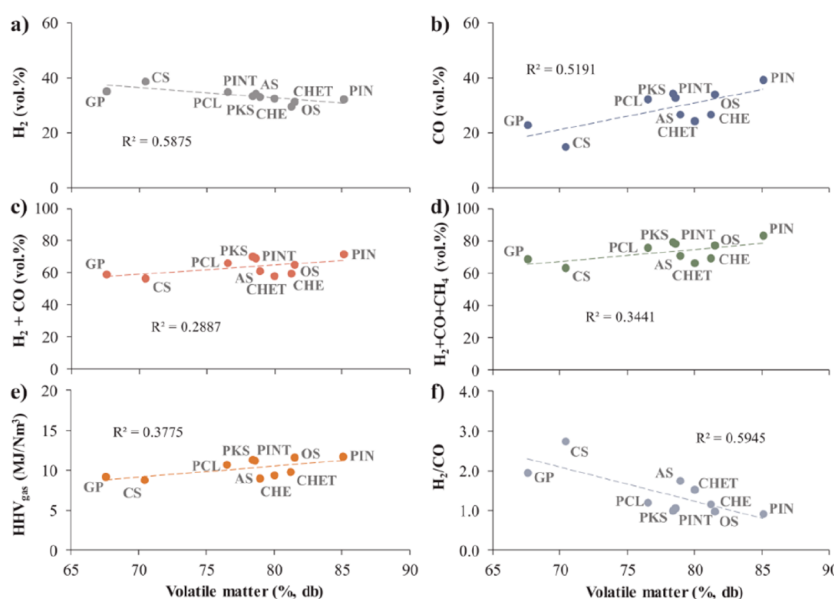 a)
60
40
20
0
H₂ (vol.%)
GP
CS
PCL
PINT
AS
PKS
CHE
CHET
OS
PIN
R² = 0.5875
b)
60
40
20
0
CO (vol.%)
R² = 0.5191
GP
CS
PCL
PKS
PINT
AS
CHET
OS
CHE
PIN
c)
100
80
60
40
20
0
H₂ + CO (vol.%)
GP
CS
PCL
PKS
PINT
AS
CHET
OS
CHE
PIN
R² = 0.2887
d)
100
80
60
40
20
0
H₂+CO+CH₄ (vol.%)
GP
CS
PCL
PKS
PINT
AS
CHET
OS
CHE
PIN
R² = 0.3441
e)
20
15
10
5
0
HHVgas (MJ/Nm³)
R² = 0.3775
GP
CS
PCL
PKS
PINT
AS
CHE
OS
CHET
PIN
65 70 75 80 85 90
Volatile matter (%, db)
f)
4.0
3.0
2.0
1.0
0.0
H₂/CO
R² = 0.5945
GP
CS
PCL
PKS
AS
CHET
PINT
CHE
OS
PIN
65 70 75 80 85 90
Volatile matter (%, db)